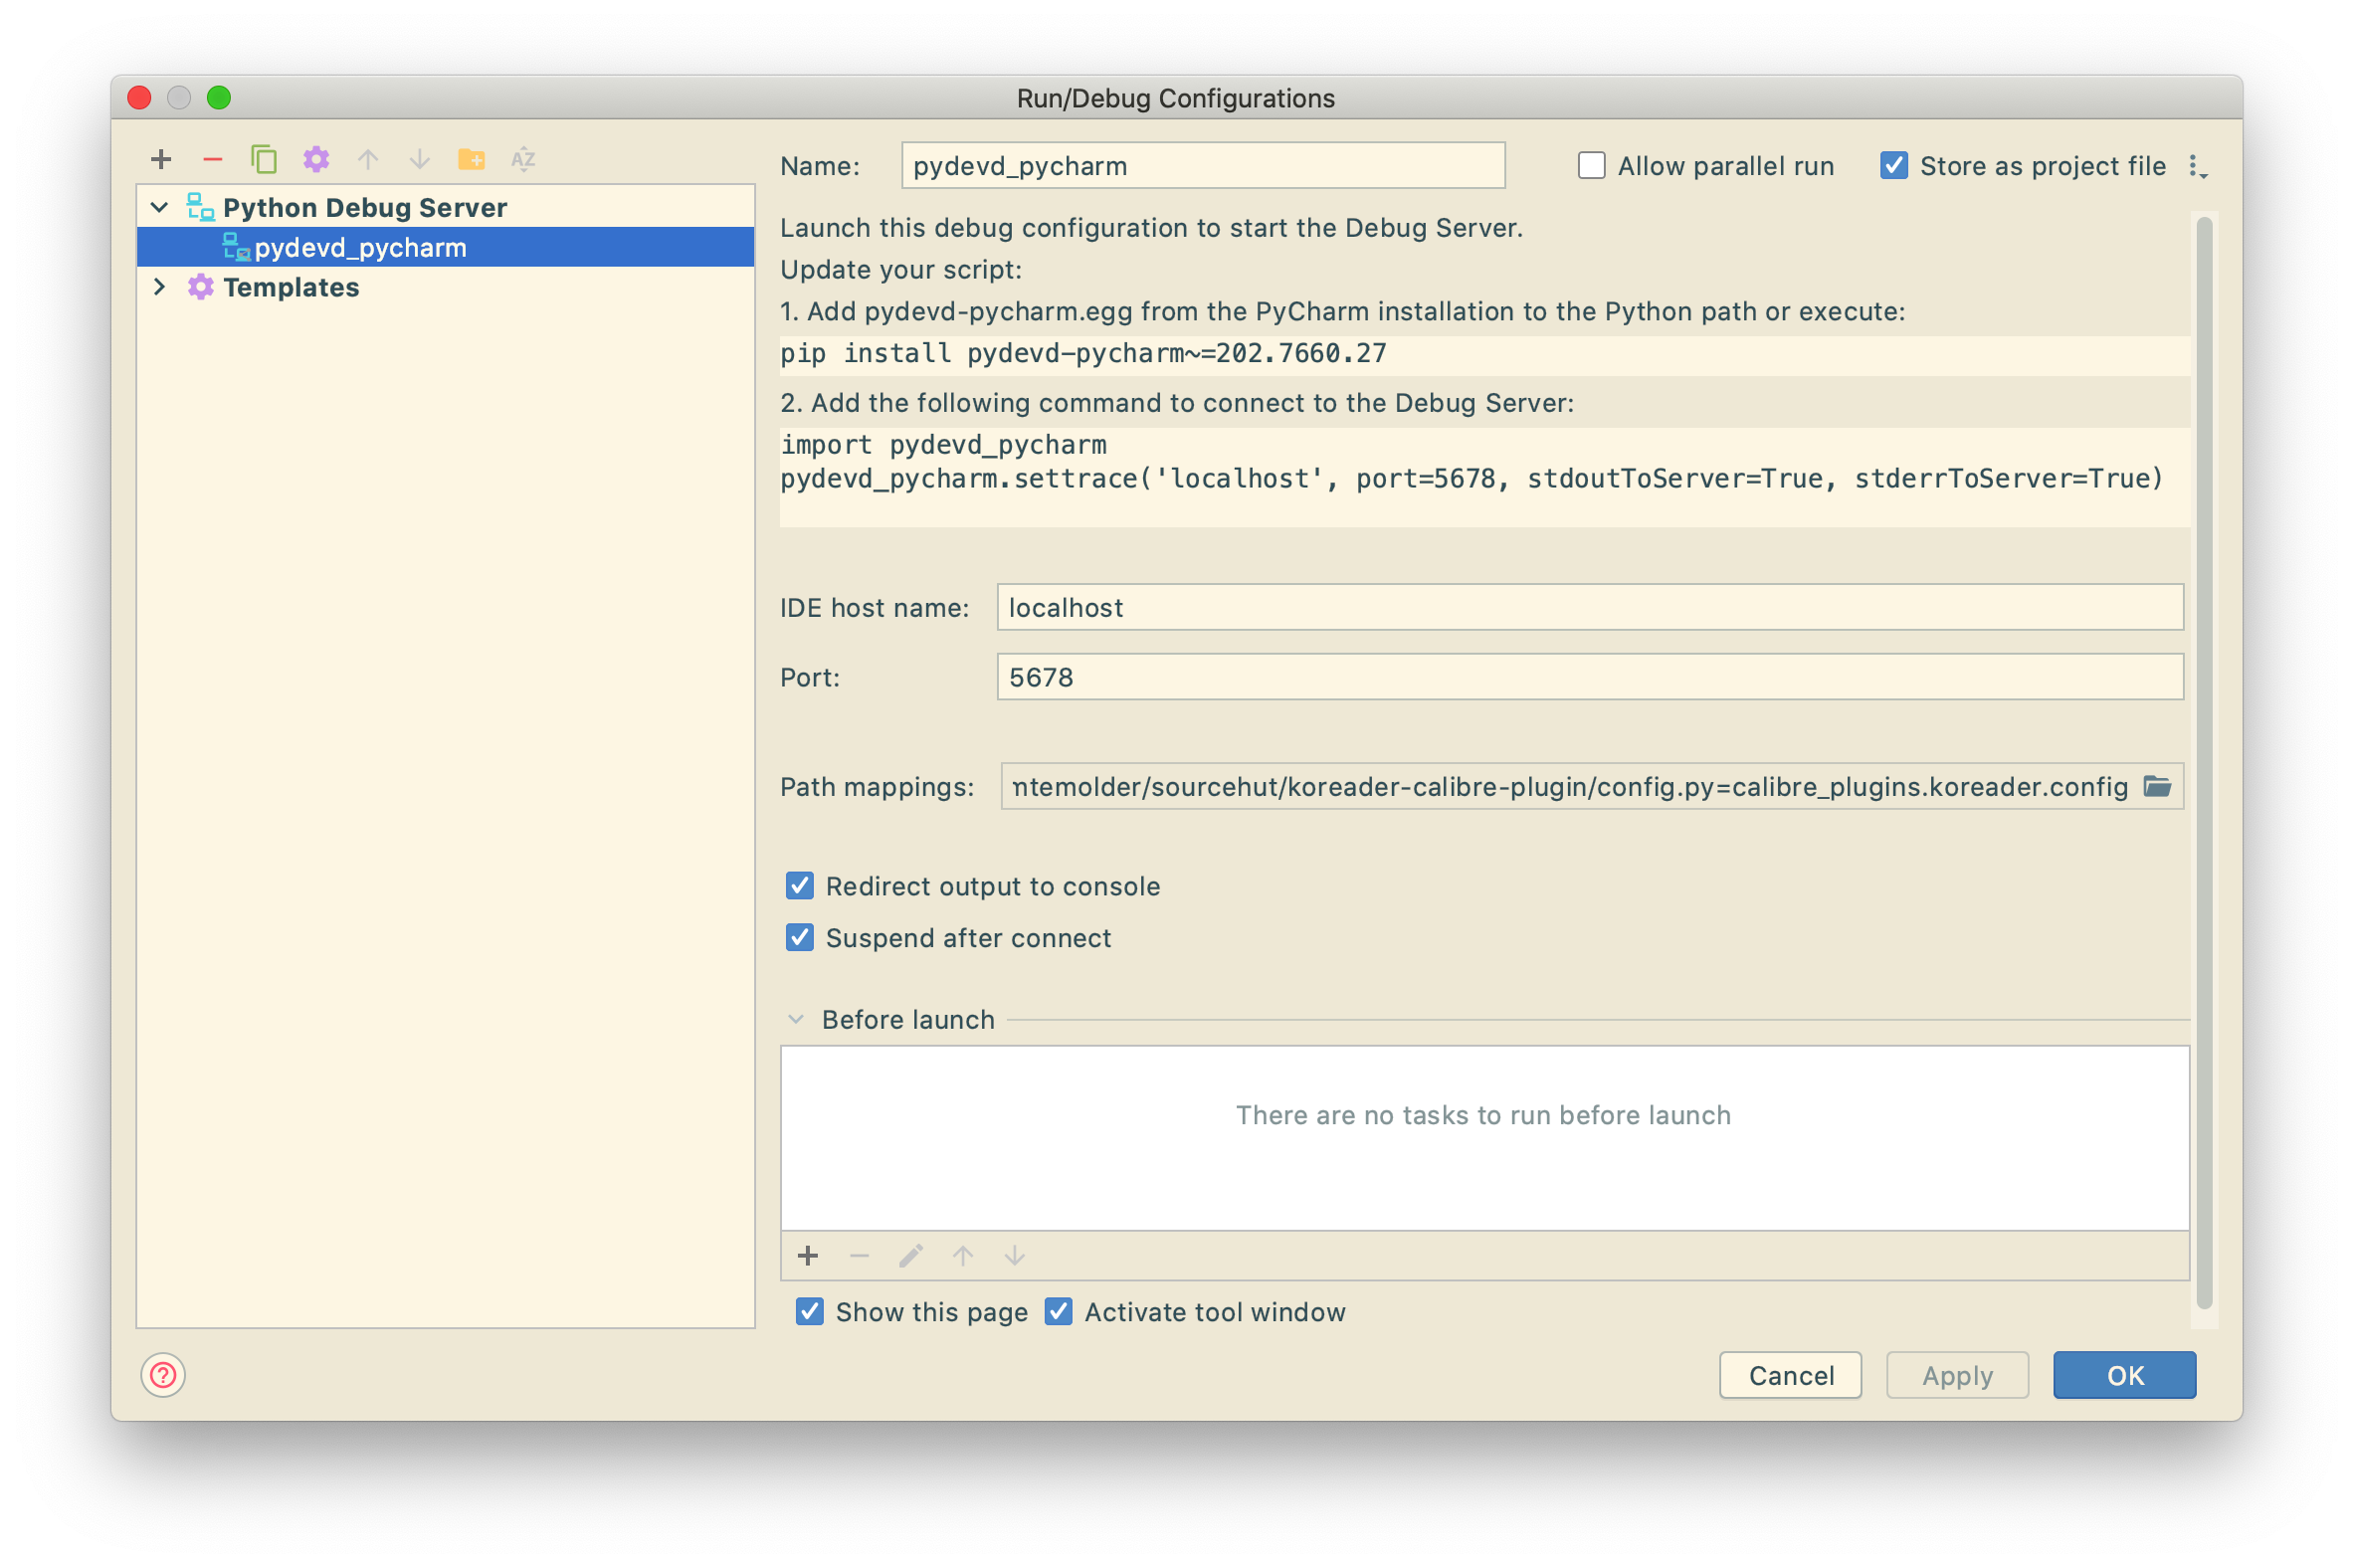 Run/Debug Configurations
Python Debug Server
pydevd_pycharm
Templates
Name: pydevd_pycharm Allow parallel run Store as project file
Launch this debug configuration to start the Debug Server.
Update your script:
1. Add pydevd-pycharm.egg from the PyCharm installation to the Python path or execute:
pip install pydevd-pycharm~=202.7660.27
2. Add the following command to connect to the Debug Server:
import pydevd_pycharm
pydevd_pycharm.settrace('localhost', port=5678, stdoutToServer=True, stderrToServer=True)
IDE host name: localhost
Port: 5678
Path mappings: ntemolder/sourcehut/koreader-calibre-plugin/config.py=calibre_plugins.koreader.config
Redirect output to console
Suspend after connect
Before launch
There are no tasks to run before launch
Show this page Activate tool window
Cancel Apply OK